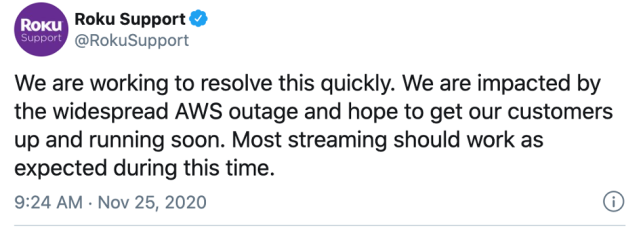 Roku
Support
Roku Support
@RokuSupport
We are working to resolve this quickly. We are impacted by
the widespread AWS outage and hope to get our customers
up and running soon. Most streaming should work as
expected during this time.
9:24 AM · Nov 25, 2020